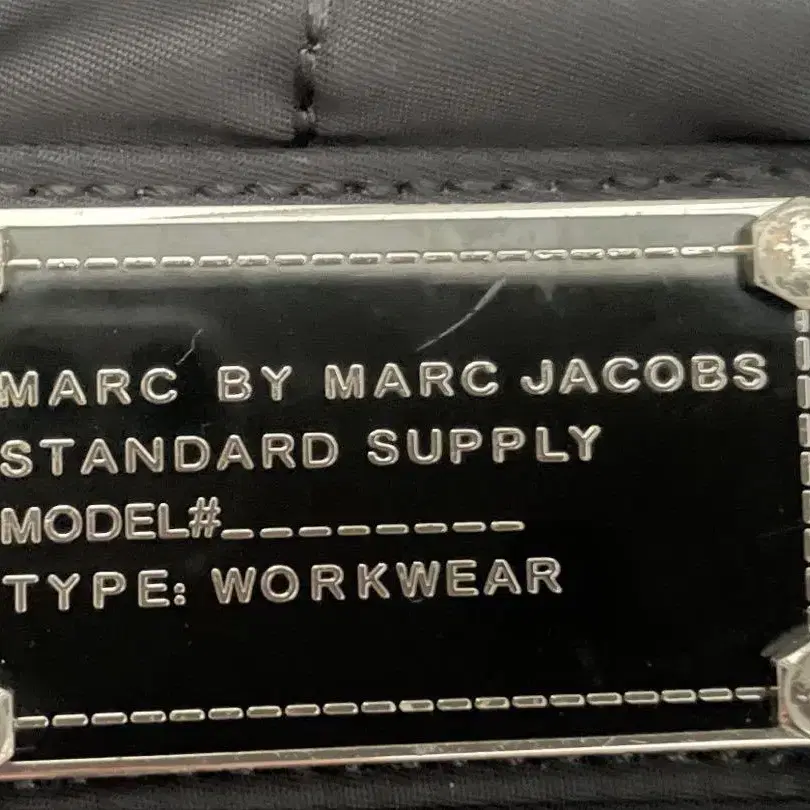 MARC BY MARC JACOBS
STANDARD SUPPLY
MODEL#________
TYPE: WORKWEAR